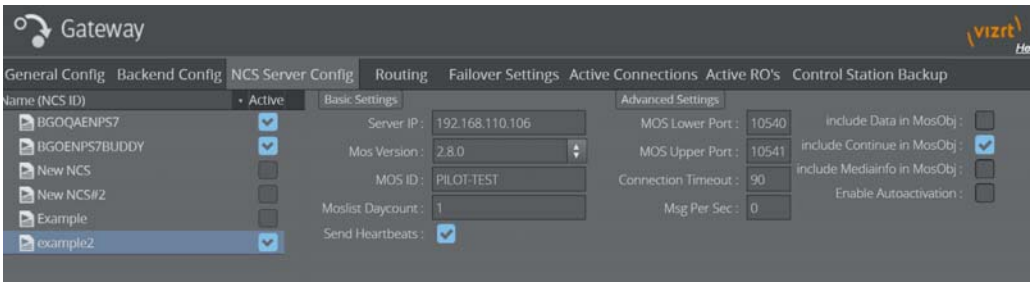 Gateway
vizrt
He
General Config Backend Config NCS Server Config Routing Failover Settings Active Connections Active RO's Control Station Backup
Name (NCS ID) Active
BGOQAENPS7
BGOENPS7BUDDY
New NCS
New NCS#2
Example
example2
Basic Settings
Server IP : 192.168.110.106
Mos Version : 2.8.0
MOS ID : PILOT-TEST
Moslist Daycount : 1
Send Heartbeats :
Advanced Settings
MOS Lower Port : 10540
MOS Upper Port : 10541
Connection Timeout : 90
Msg Per Sec : 0
include Data in MosObj :
include Continue in MosObj :
include Mediainfo in MosObj :
Enable Autoactivation :